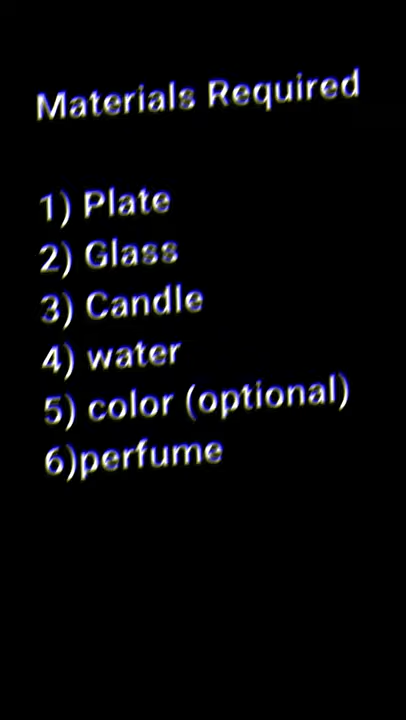 Materials Required
1) Plate
2) Glass
3) Candle
4) water
5) color (optional)
6)perfume